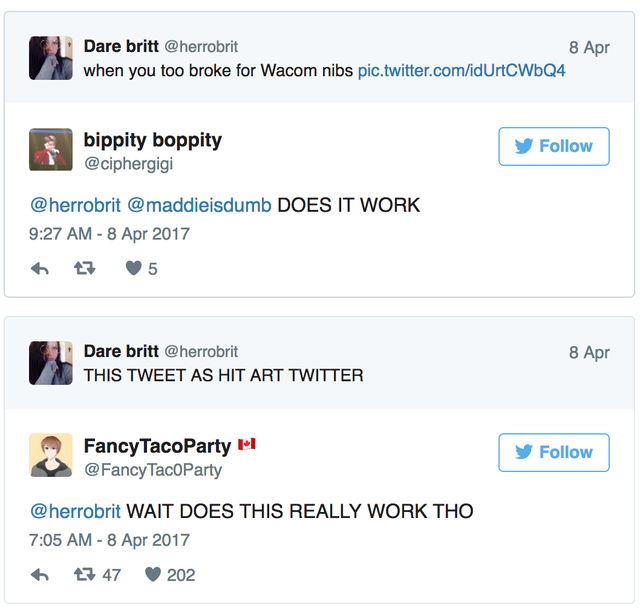 Dare britt @herrobrit 8 Apr
when you too broke for Wacom nibs pic.twitter.com/idUrtCWbQ4
bippity boppity
Follow
@ciphergigi
@herrobrit @maddieisdumb DOES IT WORK
9:27 AM - 8 Apr 2017
5
Dare britt @herrobrit 8 Apr
THIS TWEET AS HIT ART TWITTER
FancyTacoParty 🇨🇦
Follow
@FancyTac0Party
@herrobrit WAIT DOES THIS REALLY WORK THO
7:05 AM - 8 Apr 2017
47 202